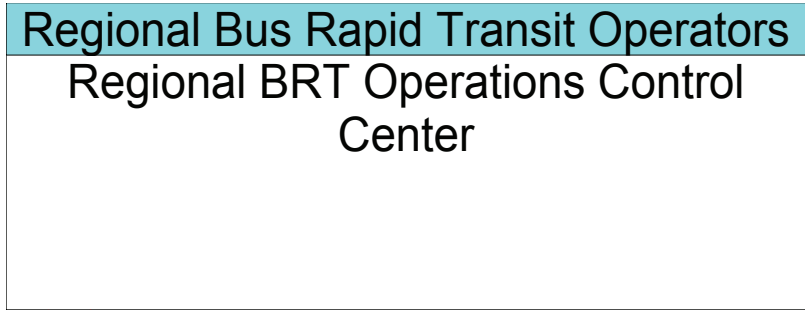 Regional Bus Rapid Transit Operators
Regional BRT Operations Control
Center